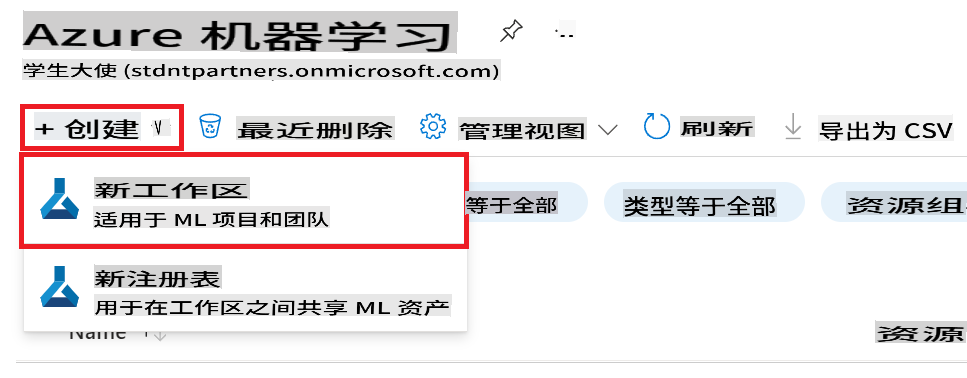 Azure 机器学习
学生大使 (stdntpartners.onmicrosoft.com)
+ 创建 最近删除 管理视图 刷新 导出为 CSV
新工作区
适用于 ML 项目和团队
等于全部 类型等于全部 资源组
新注册表
用于在工作区之间共享 ML 资产
Name 资源